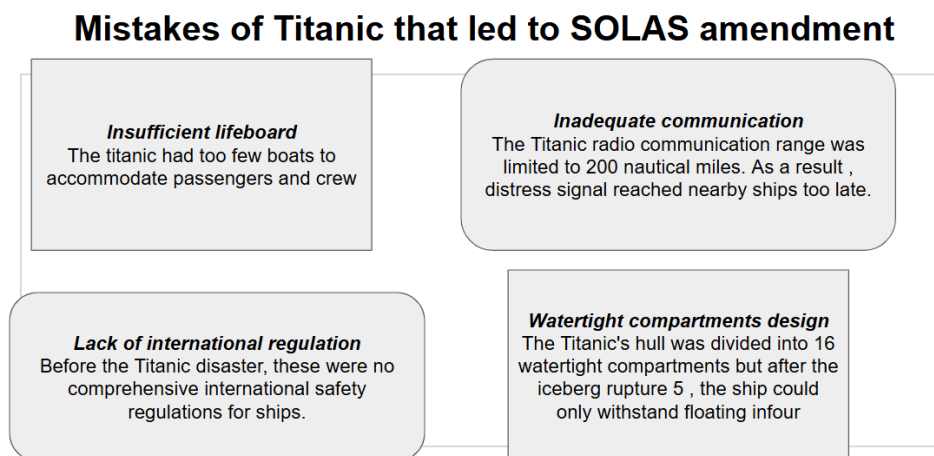 Mistakes of Titanic that led to SOLAS amendment
Insufficient lifeboard
The titanic had too few boats to
accommodate passengers and crew
Inadequate communication
The Titanic radio communication range was
limited to 200 nautical miles. As a result ,
distress signal reached nearby ships too late.
Lack of international regulation
Before the Titanic disaster, these were no
comprehensive international safety
regulations for ships.
Watertight compartments design
The Titanic's hull was divided into 16
watertight compartments but after the
iceberg rupture 5 , the ship could
only withstand floating infour